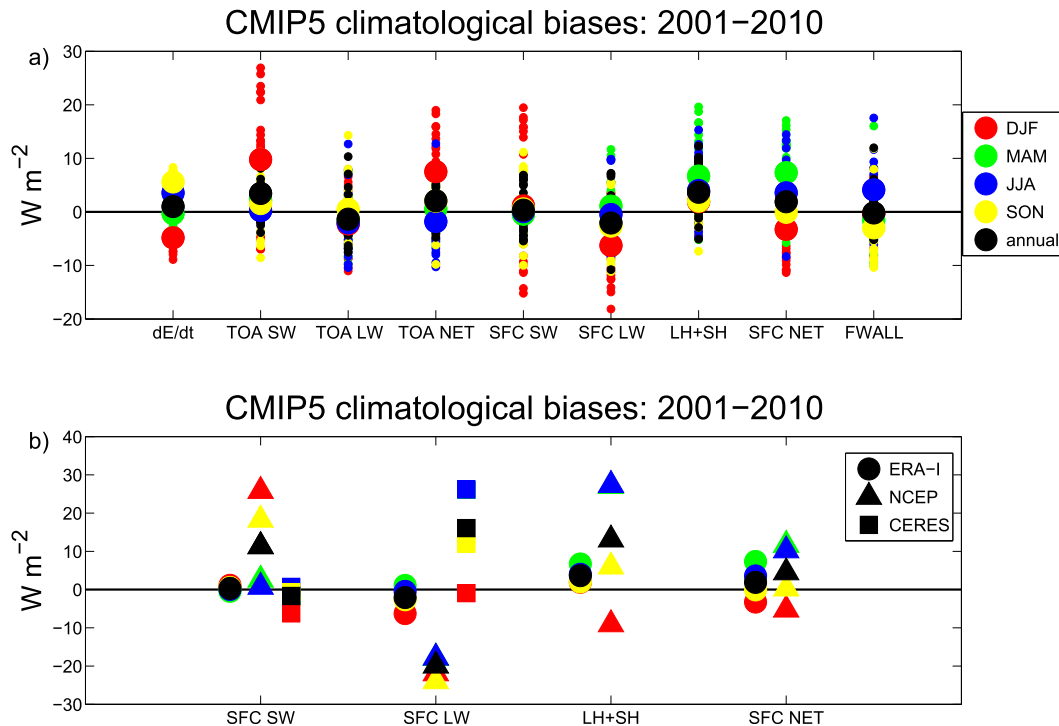 CMIP5 climatological biases: 2001−2010
a)
30
20
10
0
−10
−20
W m−2
dE/dt
TOA SW
TOA LW
TOA NET
SFC SW
SFC LW
LH+SH
SFC NET
FWALL
DJF
MAM
JJA
SON
annual
CMIP5 climatological biases: 2001−2010
b)
40
30
20
10
0
−10
−20
−30
W m−2
SFC SW
SFC LW
LH+SH
SFC NET
ERA−I
NCEP
CERES